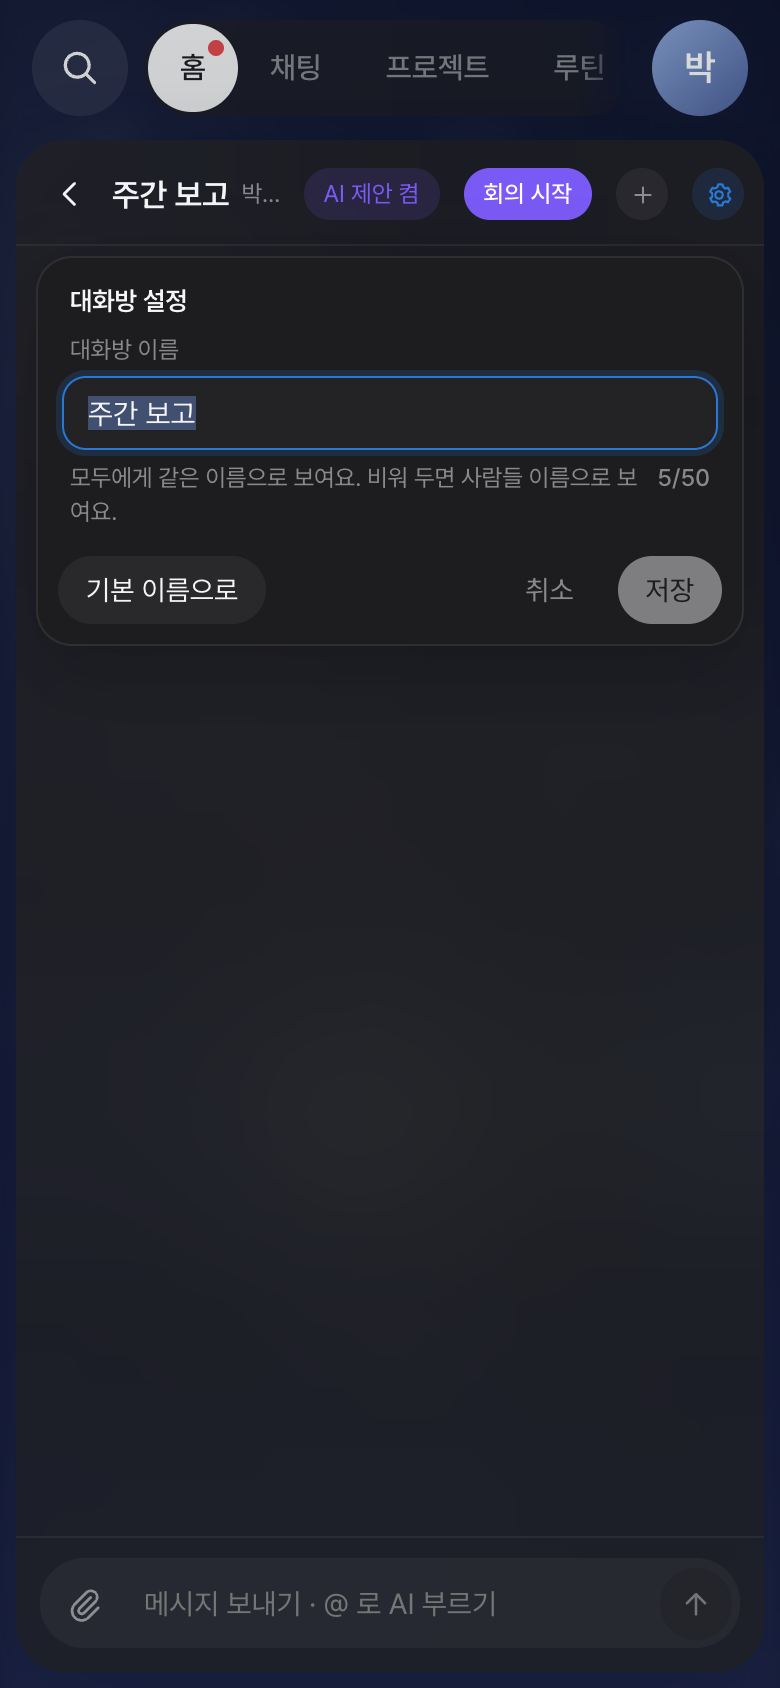 홈 채팅 프로젝트 루틴 박
주간 보고 박... AI 제안 켬 회의 시작
대화방 설정
대화방 이름
주간 보고
모두에게 같은 이름으로 보여요. 비워 두면 사람들 이름으로 보 5/50
여요.
기본 이름으로 취소 저장
메시지 보내기 · @ 로 AI 부르기